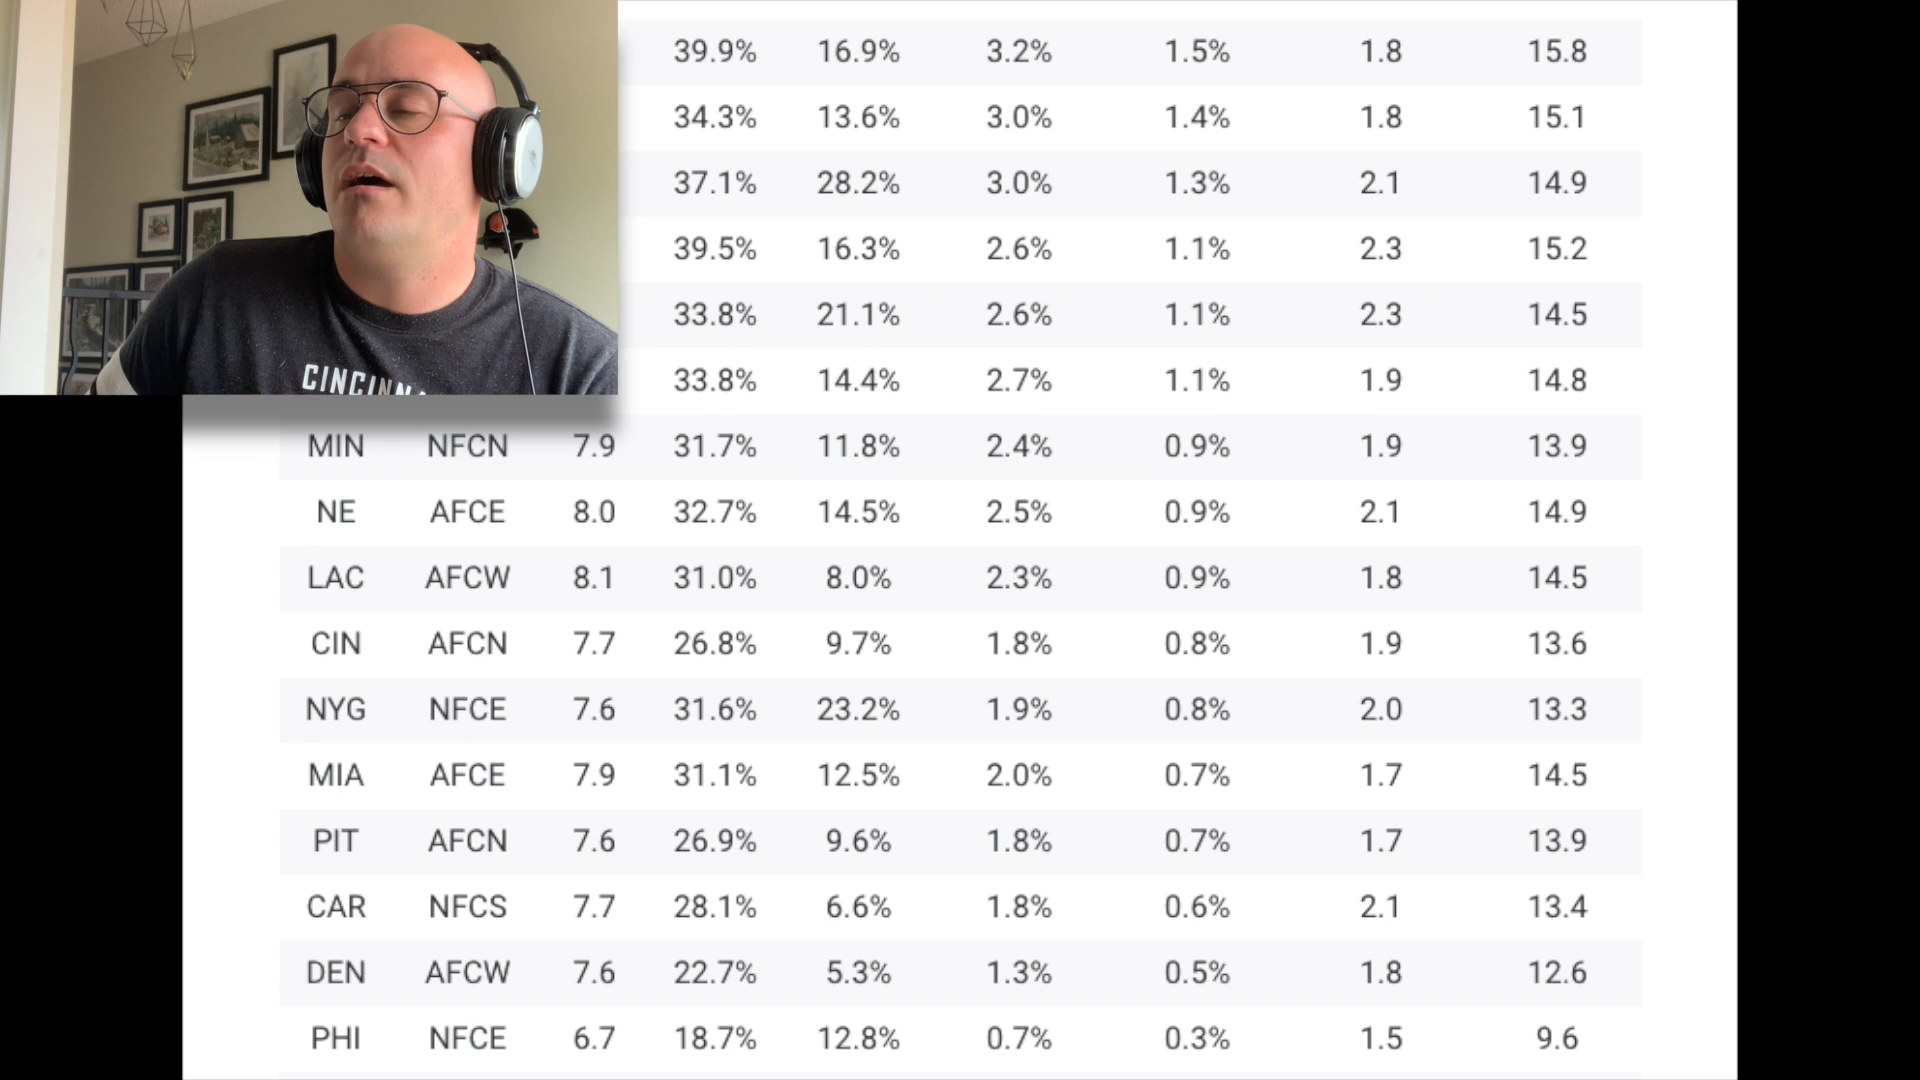 39.9% 16.9% 3.2% 1.5% 1.8 15.8
34.3% 13.6% 3.0% 1.4% 1.8 15.1
37.1% 28.2% 3.0% 1.3% 2.1 14.9
39.5% 16.3% 2.6% 1.1% 2.3 15.2
33.8% 21.1% 2.6% 1.1% 2.3 14.5
33.8% 14.4% 2.7% 1.1% 1.9 14.8
MIN NFCN 7.9 31.7% 11.8% 2.4% 0.9% 1.9 13.9
NE AFCE 8.0 32.7% 14.5% 2.5% 0.9% 2.1 14.9
LAC AFCW 8.1 31.0% 8.0% 2.3% 0.9% 1.8 14.5
CIN AFCN 7.7 26.8% 9.7% 1.8% 0.8% 1.9 13.6
NYG NFCE 7.6 31.6% 23.2% 1.9% 0.8% 2.0 13.3
MIA AFCE 7.9 31.1% 12.5% 2.0% 0.7% 1.7 14.5
PIT AFCN 7.6 26.9% 9.6% 1.8% 0.7% 1.7 13.9
CAR NFCS 7.7 28.1% 6.6% 1.8% 0.6% 2.1 13.4
DEN AFCW 7.6 22.7% 5.3% 1.3% 0.5% 1.8 12.6
PHI NFCE 6.7 18.7% 12.8% 0.7% 0.3% 1.5 9.6
CINCINN